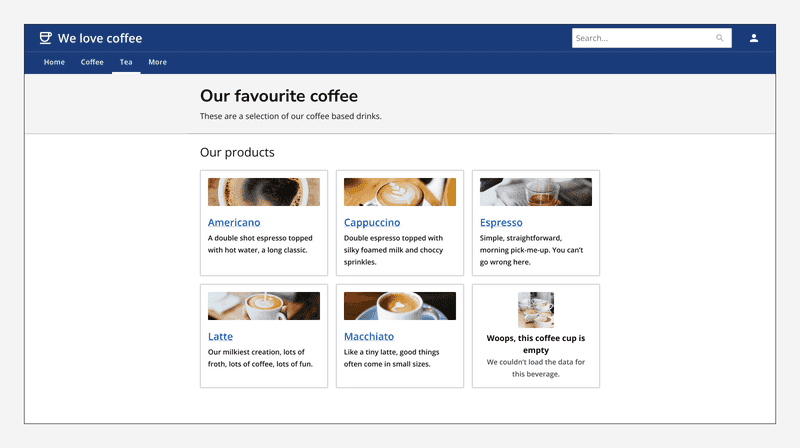 We love coffee
Search...
Home Coffee Tea More
Our favourite coffee
These are a selection of our coffee based drinks.
Our products
Americano
A double shot espresso topped
with hot water, a long classic.
Cappuccino
Double espresso topped with
silky foamed milk and choccy
sprinkles.
Espresso
Simple, straightforward,
morning pick-me-up. You can't
go wrong here.
Latte
Our milkiest creation, lots of
froth, lots of coffee, lots of fun.
Macchiato
Like a tiny latte, good things
often come in small sizes.
Woops, this coffee cup is
empty
We couldn't load the data for
this beverage.